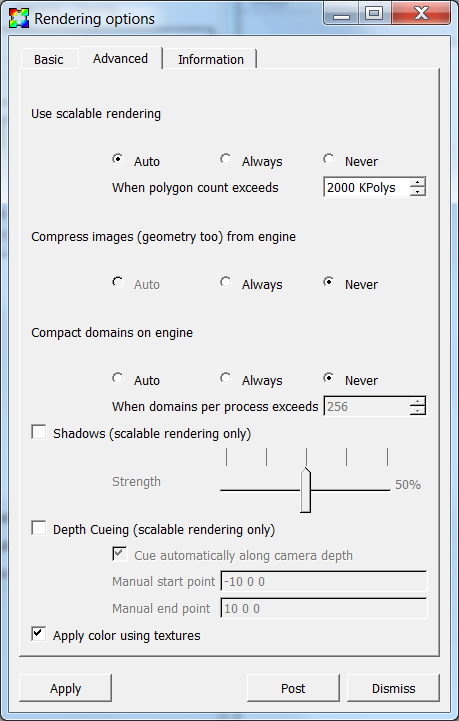 Rendering options
Basic Advanced Information
Use scalable rendering
Auto Always Never
When polygon count exceeds 2000 KPolys
Compress images (geometry too) from engine
Auto Always Never
Compact domains on engine
Auto Always Never
When domains per process exceeds 256
Shadows (scalable rendering only)
Strength 50%
Depth Cueing (scalable rendering only)
Cue automatically along camera depth
Manual start point -10 0 0
Manual end point 10 0 0
Apply color using textures
Apply Post Dismiss